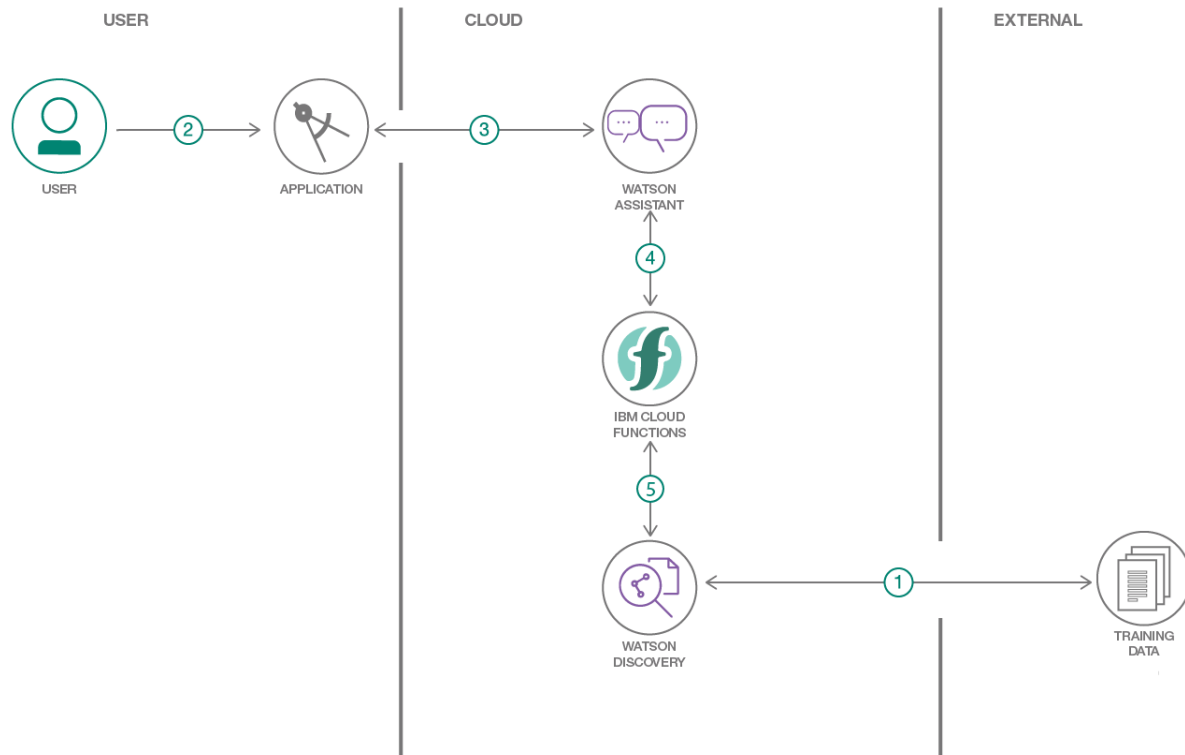 USER
CLOUD
EXTERNAL
2
3
USER
APPLICATION
WATSON
ASSISTANT
4
IBM CLOUD
FUNCTIONS
5
1
WATSON
DISCOVERY
TRAINING
DATA